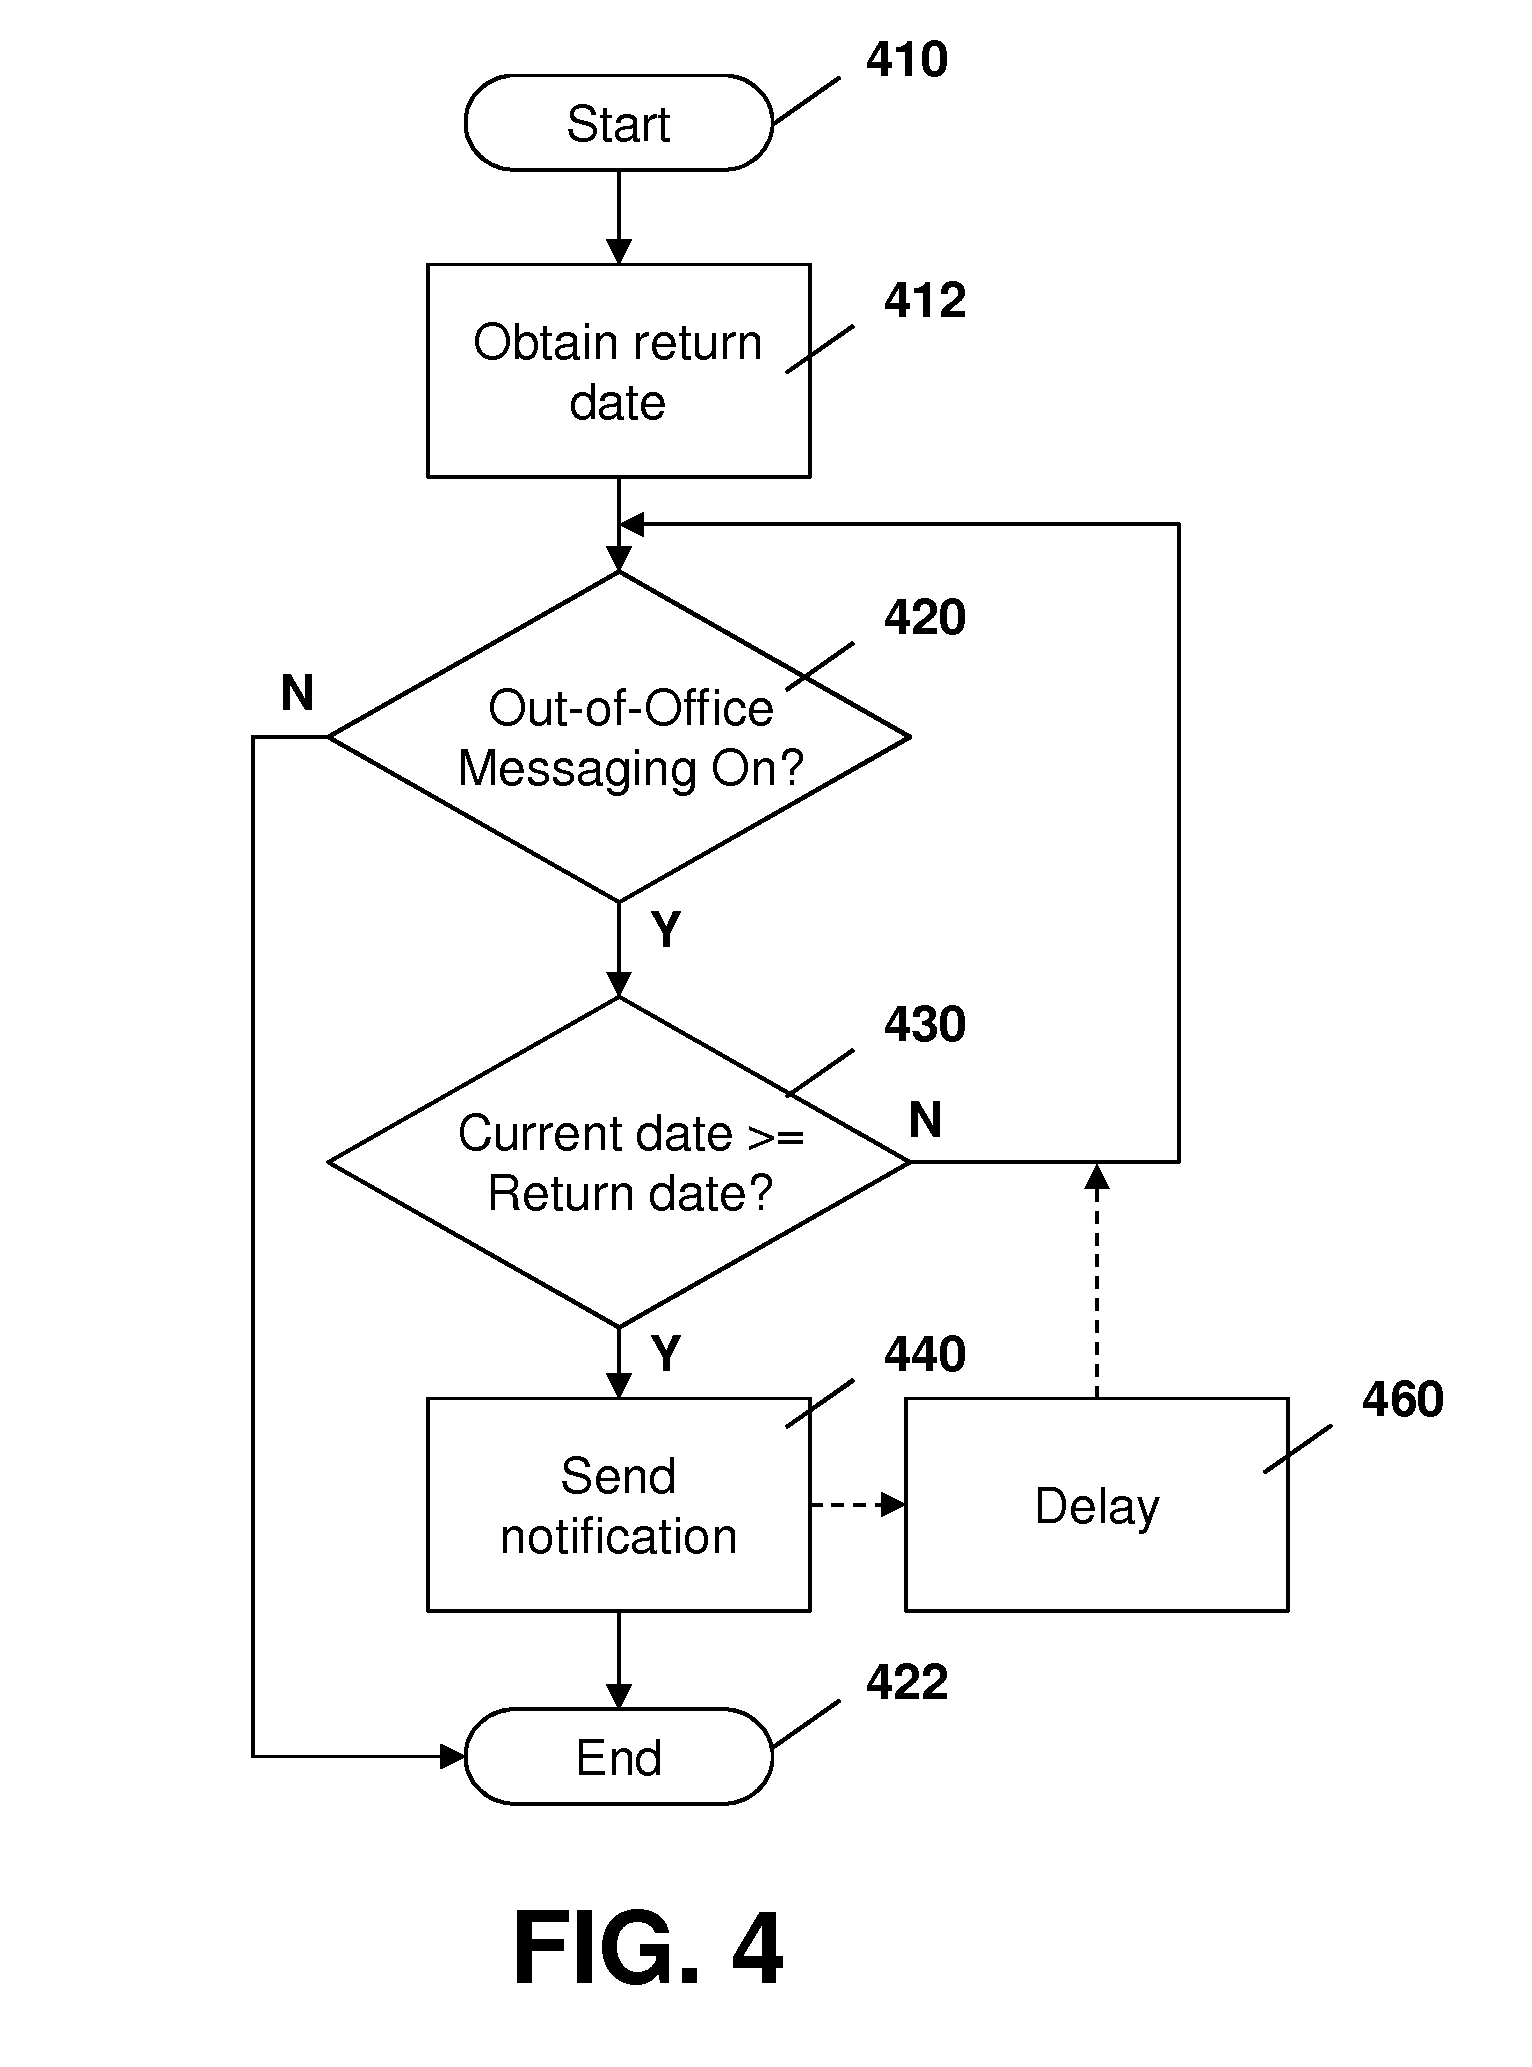 410
Start
412
Obtain return
date
420
N
Out-of-Office
Messaging On?
Y
430
Current date >=
Return date?
N
Y
440
Send
notification
460
Delay
422
End
FIG. 4